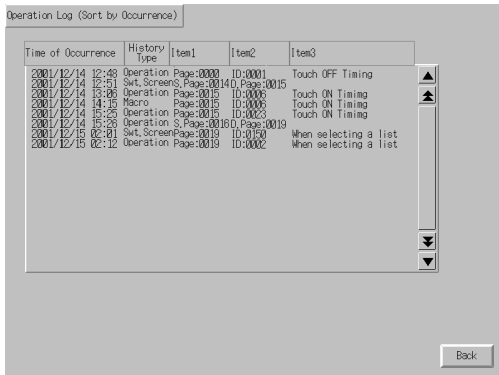 Operation Log (Sort by Occurrence)
Time of Occurrence History Type Item1 Item2 Item3
2001/12/14 12:48 Operation Page:0000 ID:0001 Touch OFF Timing
2001/12/14 12:51 Swt,Screen S,Page:0014 D,Page:0015
2001/12/14 13:06 Operation Page:0015 ID:0006 Touch ON Timimg
2001/12/14 14:15 Macro Page:0015 ID:0006 Touch ON Timimg
2001/12/14 15:25 Operation Page:0015 ID:0023 Touch ON Timimg
2001/12/14 15:26 Operation S,Page:0016 D,Page:0019
2001/12/15 02:01 Swt,Screen Page:0019 ID:0150 When selecting a list
2001/12/15 02:12 Operation Page:0019 ID:0002 When selecting a list
Back